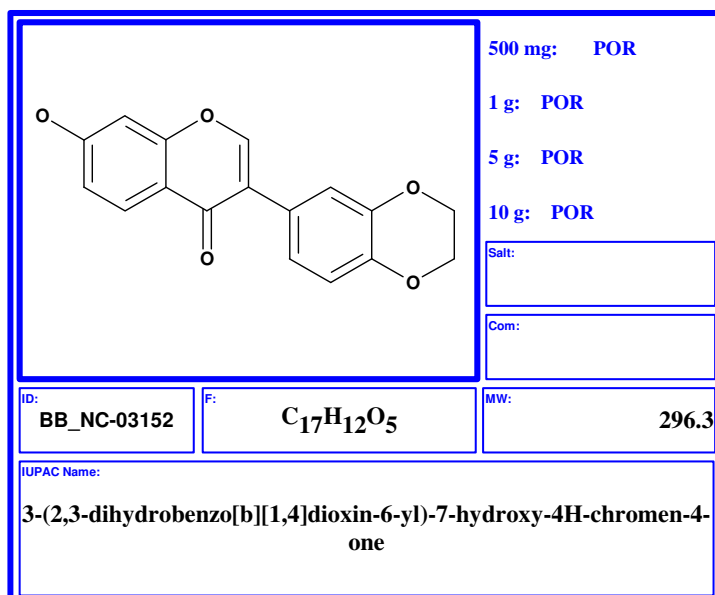 500 mg: POR
1 g: POR
5 g: POR
10 g: POR
O
O
O
O
O
Salt:
Com:
ID:
BB_NC-03152
F:
C17H12O5
MW:
296.3
IUPAC Name:
3-(2,3-dihydrobenzo[b][1,4]dioxin-6-yl)-7-hydroxy-4H-chromen-4-
one